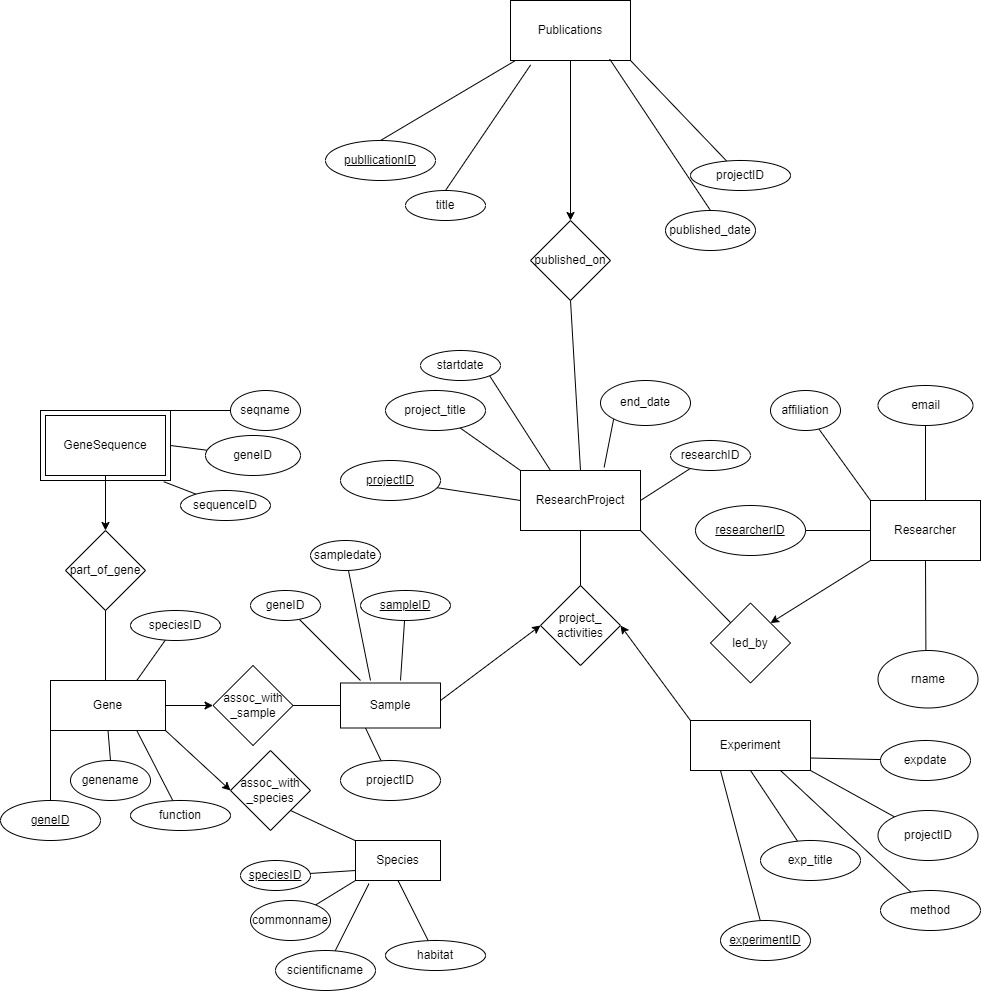 Publications
publlicationID
title
projectID
published_date
published_on
startdate
project_title
end_date
researchID
projectID
ResearchProject
affiliation
email
researcherID
Researcher
rname
led_by
seqname
GeneSequence
geneID
sequenceID
part_of_gene
sampledate
geneID
sampleID
speciesID
project_
activities
Gene
assoc_with
_sample
Sample
projectID
genename
geneID
function
assoc_with
_species
Species
speciesID
commonname
scientificname
habitat
Experiment
expdate
projectID
exp_title
method
experimentID